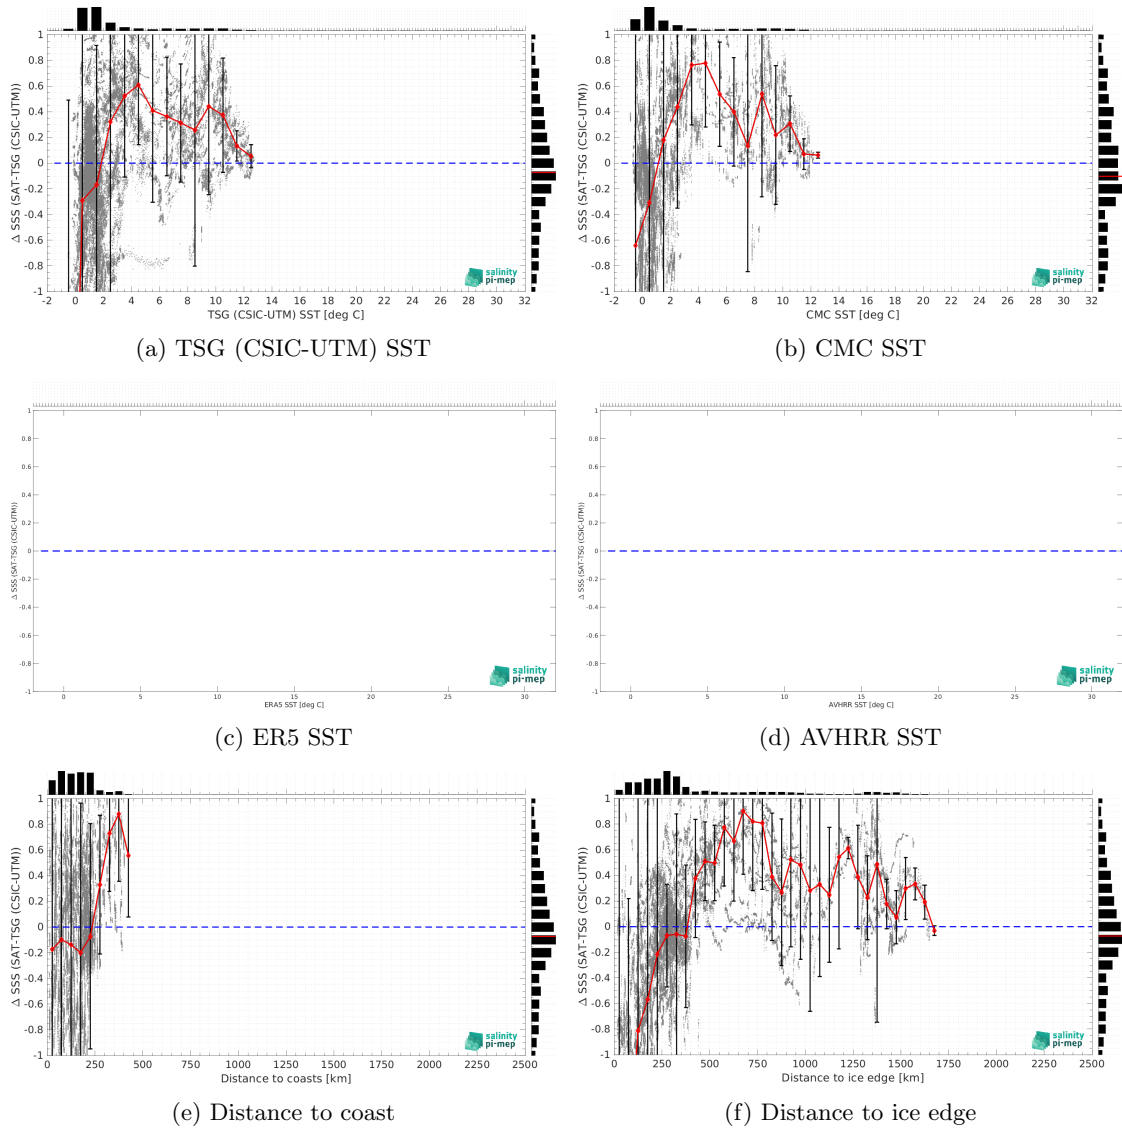 1
0.8
0.6
0.4
0.2
0
-0.2
-0.4
-0.6
-0.8
-1
Δ SSS (SAT-TSG (CSIC-UTM))
-2 0 2 4 6 8 10 12 14 16 18 20 22 24 26 28 30 32
TSG (CSIC-UTM) SST [deg C]
salinity
pi-mep
(a) TSG (CSIC-UTM) SST
1
0.8
0.6
0.4
0.2
0
-0.2
-0.4
-0.6
-0.8
-1
Δ SSS (SAT-TSG (CSIC-UTM))
-2 0 2 4 6 8 10 12 14 16 18 20 22 24 26 28 30 32
CMC SST [deg C]
salinity
pi-mep
(b) CMC SST
1
0.8
0.6
0.4
0.2
0
-0.2
-0.4
-0.6
-0.8
-1
Δ SSS (SAT-TSG (CSIC-UTM))
0 5 10 15 20 25 30
ERA5 SST [deg C]
salinity
pi-mep
(c) ER5 SST
1
0.8
0.6
0.4
0.2
0
-0.2
-0.4
-0.6
-0.8
-1
Δ SSS (SAT-TSG (CSIC-UTM))
0 5 10 15 20 25 30
AVHRR SST [deg C]
salinity
pi-mep
(d) AVHRR SST
1
0.8
0.6
0.4
0.2
0
-0.2
-0.4
-0.6
-0.8
-1
Δ SSS (SAT-TSG (CSIC-UTM))
0 250 500 750 1000 1250 1500 1750 2000 2250 2500
Distance to coasts [km]
salinity
pi-mep
(e) Distance to coast
1
0.8
0.6
0.4
0.2
0
-0.2
-0.4
-0.6
-0.8
-1
Δ SSS (SAT-TSG (CSIC-UTM))
0 250 500 750 1000 1250 1500 1750 2000 2250 2500
Distance to ice edge [km]
salinity
pi-mep
(f) Distance to ice edge